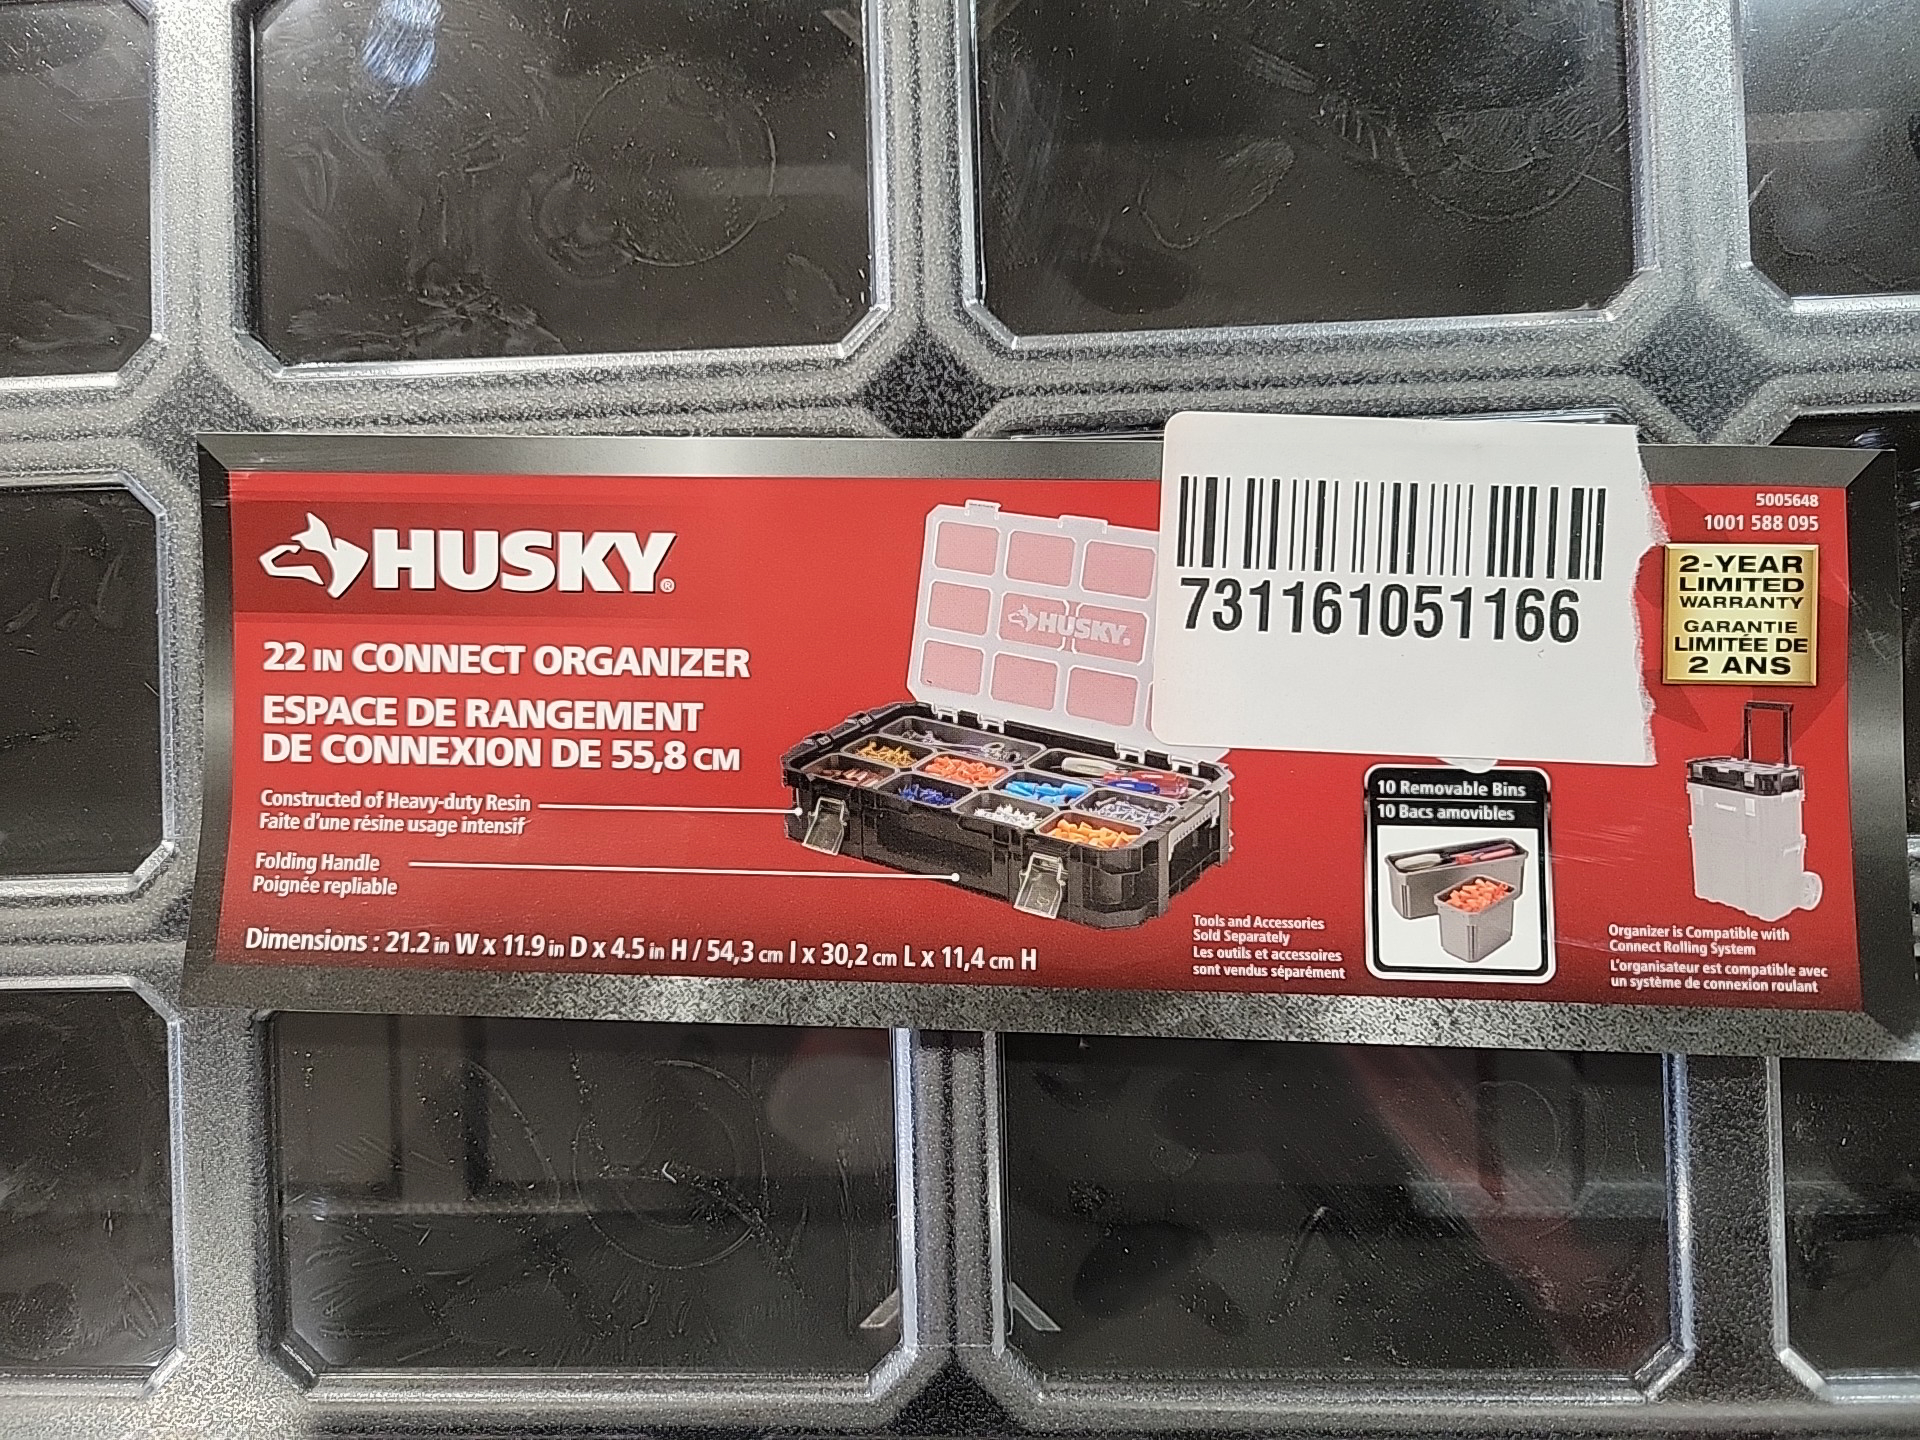 HUSKY®
22 IN CONNECT ORGANIZER
ESPACE DE RANGEMENT
DE CONNEXION DE 55,8 CM
Constructed of Heavy-duty Resin
Faite d'une résine usage intensif
Folding Handle
Poignée repliable
Dimensions : 21.2 in W x 11.9 in D x 4.5 in H / 54,3 cm l x 30,2 cm L x 11,4 cm H
HUSKY®
731161051166
5005648
1001 588 095
2-YEAR
LIMITED
WARRANTY
GARANTIE
LIMITÉE DE
2 ANS
Tools and Accessories
Sold Separately
Les outils et accessoires
sont vendus séparément
10 Removable Bins
10 Bacs amovibles
Organizer is Compatible with
Connect Rolling System
L'organisateur est compatible avec
un système de connexion roulant